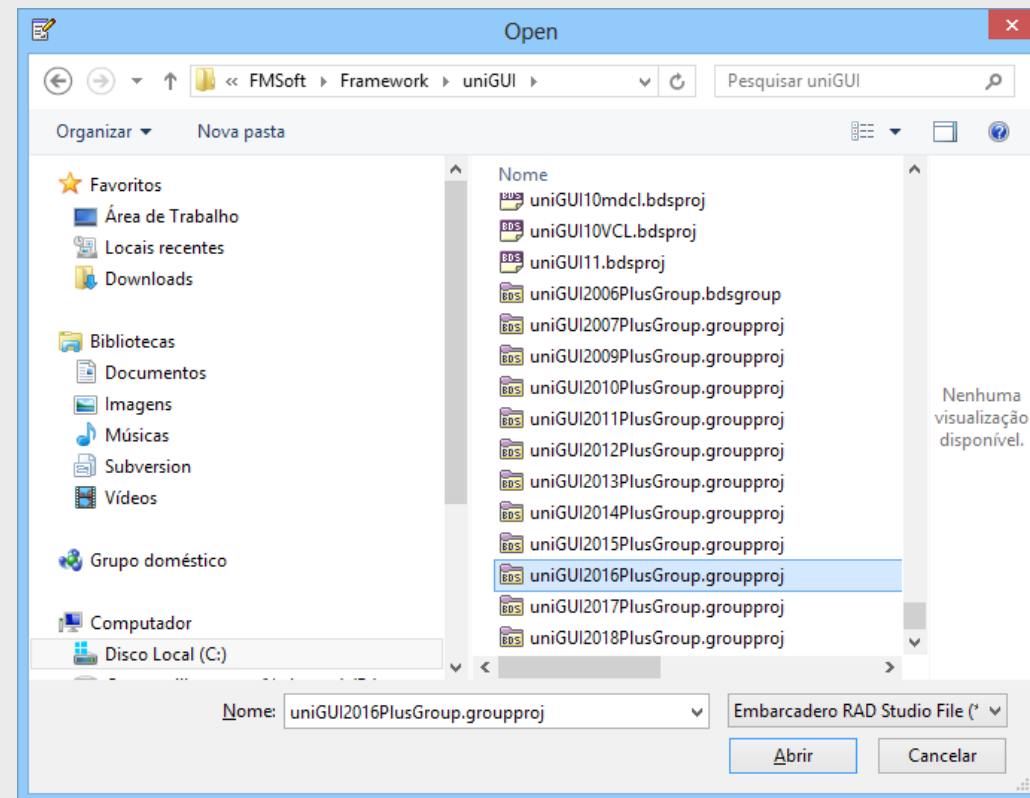 Open
« FMSoft Framework uniGUI
Pesquisar uniGUI
Organizar
Nova pasta
Favoritos
Área de Trabalho
Locais recentes
Downloads
Bibliotecas
Documentos
Imagens
Músicas
Subversion
Vídeos
Grupo doméstico
Computador
Disco Local (C:)
Nome
uniGUI10mdcl.bdsproj
uniGUI10VCL.bdsproj
uniGUI11.bdsproj
uniGUI2006PlusGroup.bdsgroup
uniGUI2007PlusGroup.groupproj
uniGUI2009PlusGroup.groupproj
uniGUI2010PlusGroup.groupproj
uniGUI2011PlusGroup.groupproj
uniGUI2012PlusGroup.groupproj
uniGUI2013PlusGroup.groupproj
uniGUI2014PlusGroup.groupproj
uniGUI2015PlusGroup.groupproj
uniGUI2016PlusGroup.groupproj
uniGUI2017PlusGroup.groupproj
uniGUI2018PlusGroup.groupproj
Nenhuma
visualização
disponível.
Nome: uniGUI2016PlusGroup.groupproj
Embarcadero RAD Studio File (*
Abrir
Cancelar